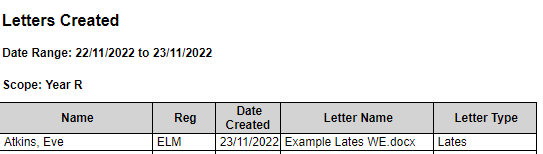 Letters Created
Date Range: 22/11/2022 to 23/11/2022
Scope: Year R
Name Reg Date Created Letter Name Letter Type
Atkins, Eve ELM 23/11/2022 Example Lates WE.docx Lates